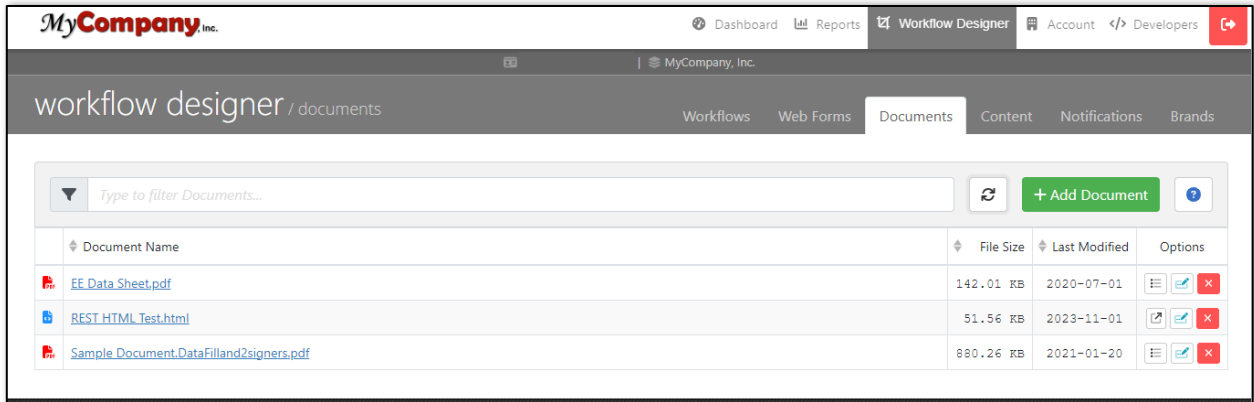 MyCompany, Inc. Dashboard Reports Workflow Designer Account </> Developers
| MyCompany, Inc.
workflow designer / documents Workflows Web Forms Documents Content Notifications Brands
Type to filter Documents... + Add Document ?
Document Name File Size Last Modified Options
EE Data Sheet.pdf 142.01 KB 2020-07-01
REST HTML Test.html 51.56 KB 2023-11-01
Sample Document.DataFilland2signers.pdf 880.26 KB 2021-01-20